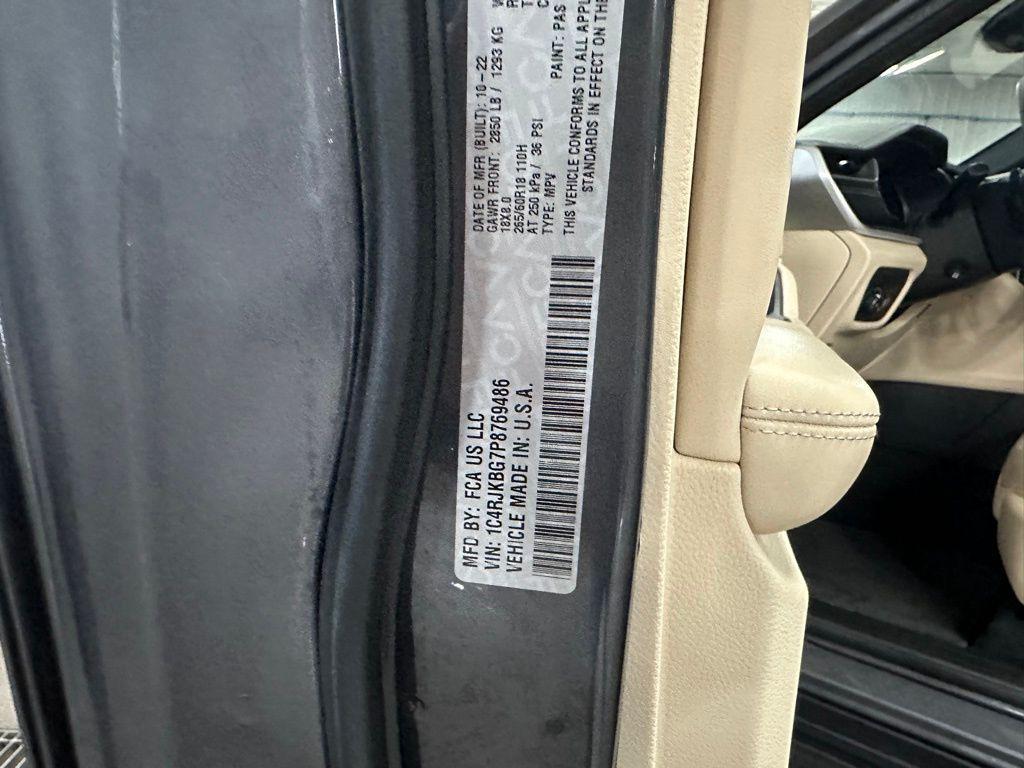 MFD BY: FCA US LLC
VIN: 1C4RJKBG7P8769486
VEHICLE MADE IN: U.S.A.
DATE OF MFR (BUILT): 10-22
GAWR FRONT: 2850 LB / 1293 KG
18X8.0
265/60R18 110H
AT 250 kPa / 36 PSI
TYPE: MPV PAINT: PAS
THIS VEHICLE CONFORMS TO ALL
STANDARDS IN EFFECT ON